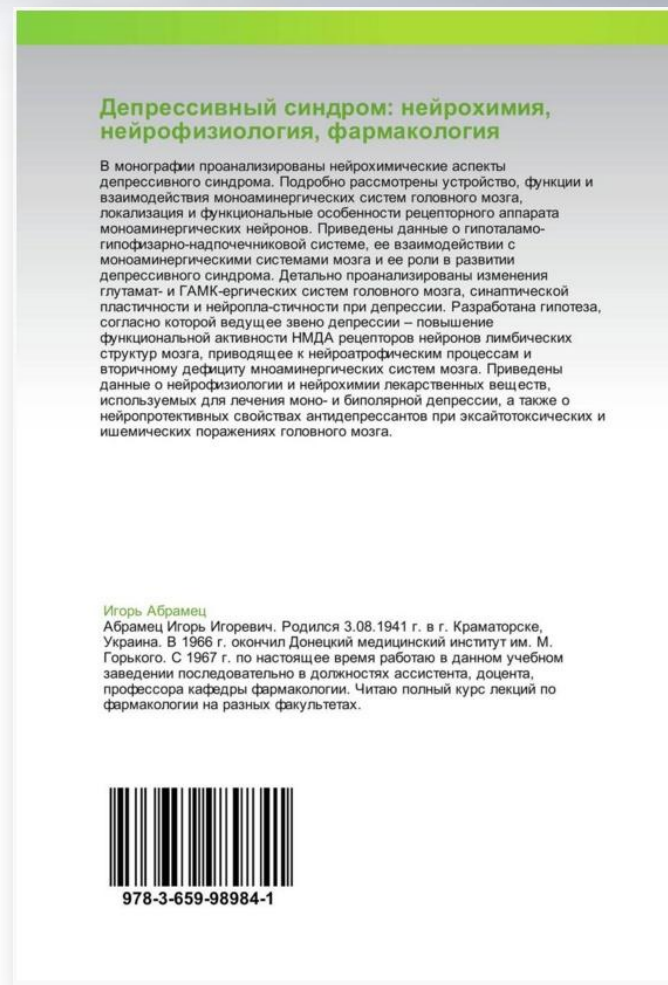 Депрессивный синдром: нейрохимия,
нейрофизиология, фармакология
В монографии проанализированы нейрохимические аспекты
депрессивного синдрома. Подробно рассмотрены устройство, функции и
взаимодействия моноаминергических систем головного мозга,
локализация и функциональные особенности рецепторного аппарата
моноаминергических нейронов. Приведены данные о гипоталамо-
гипофизарно-надпочечниковой системе, ее взаимодействии с
моноаминергическими системами мозга и ее роли в развитии
депрессивного синдрома. Детально проанализированы изменения
глутамат- и ГАМК-ергических систем головного мозга, синаптической
пластичности и нейропла-стичности при депрессии. Разработана гипотеза,
согласно которой ведущее звено депрессии – повышение
функциональной активности НМДА рецепторов нейронов лимбических
структур мозга, приводящее к нейроатрофическим процессам и
вторичному дефициту мноаминергических систем мозга. Приведены
данные о нейрофизиологии и нейрохимии лекарственных веществ,
используемых для лечения моно- и биполярной депрессии, а также о
нейропротективных свойствах антидепрессантов при эксайтотоксических и
ишемических поражениях головного мозга.
Игорь Абрамец
Абрамец Игорь Игоревич. Родился 3.08.1941 г. в г. Краматорске,
Украина. В 1966 г. окончил Донецкий медицинский институт им. М.
Горького. С 1967 г. по настоящее время работаю в данном учебном
заведении последовательно в должностях ассистента, доцента,
профессора кафедры фармакологии. Читаю полный курс лекций по
фармакологии на разных факультетах.
978-3-659-98984-1